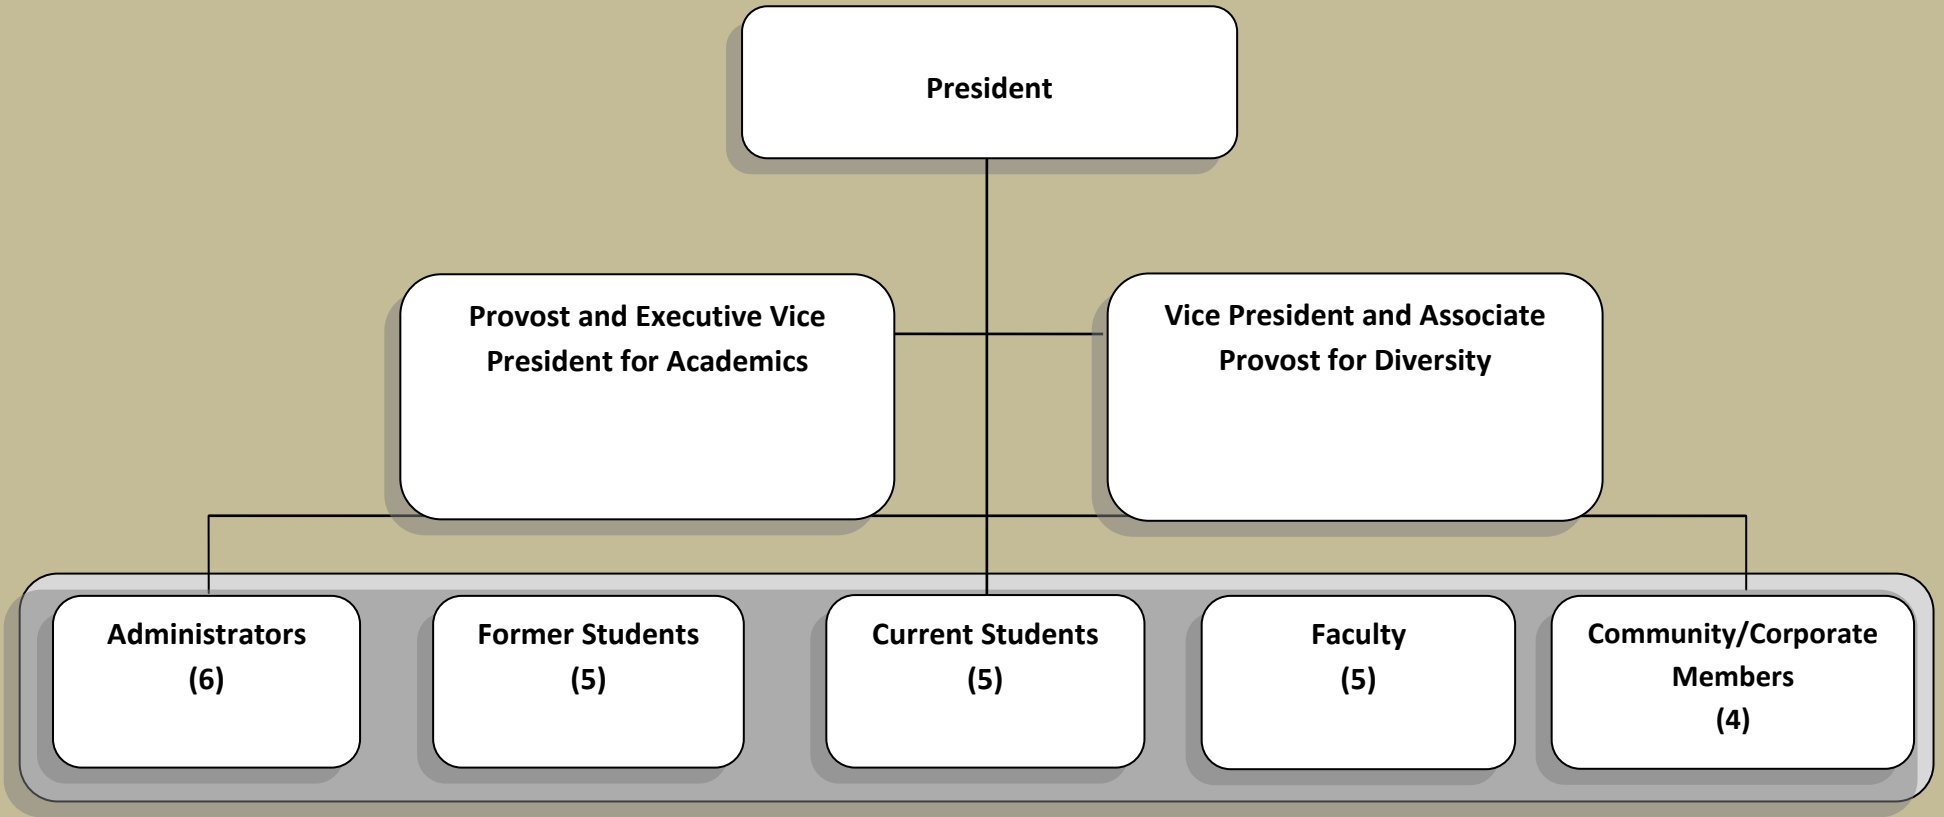 President
Provost and Executive Vice
President for Academics
Vice President and Associate
Provost for Diversity
Administrators
(6)
Former Students
(5)
Current Students
(5)
Faculty
(5)
Community/Corporate
Members
(4)